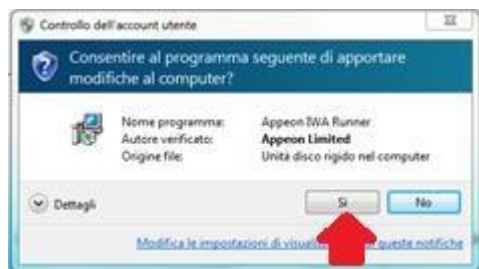 Controllo dell'account utente
Consentire al programma seguente di apportare
modifiche al computer?
Nome programma: Appeon IWA Runner
Autore verificato: Appeon Limited
Origine file: Unità disco rigido nel computer
Dettagli
Sì No
Modifica le impostazioni di queste notifiche